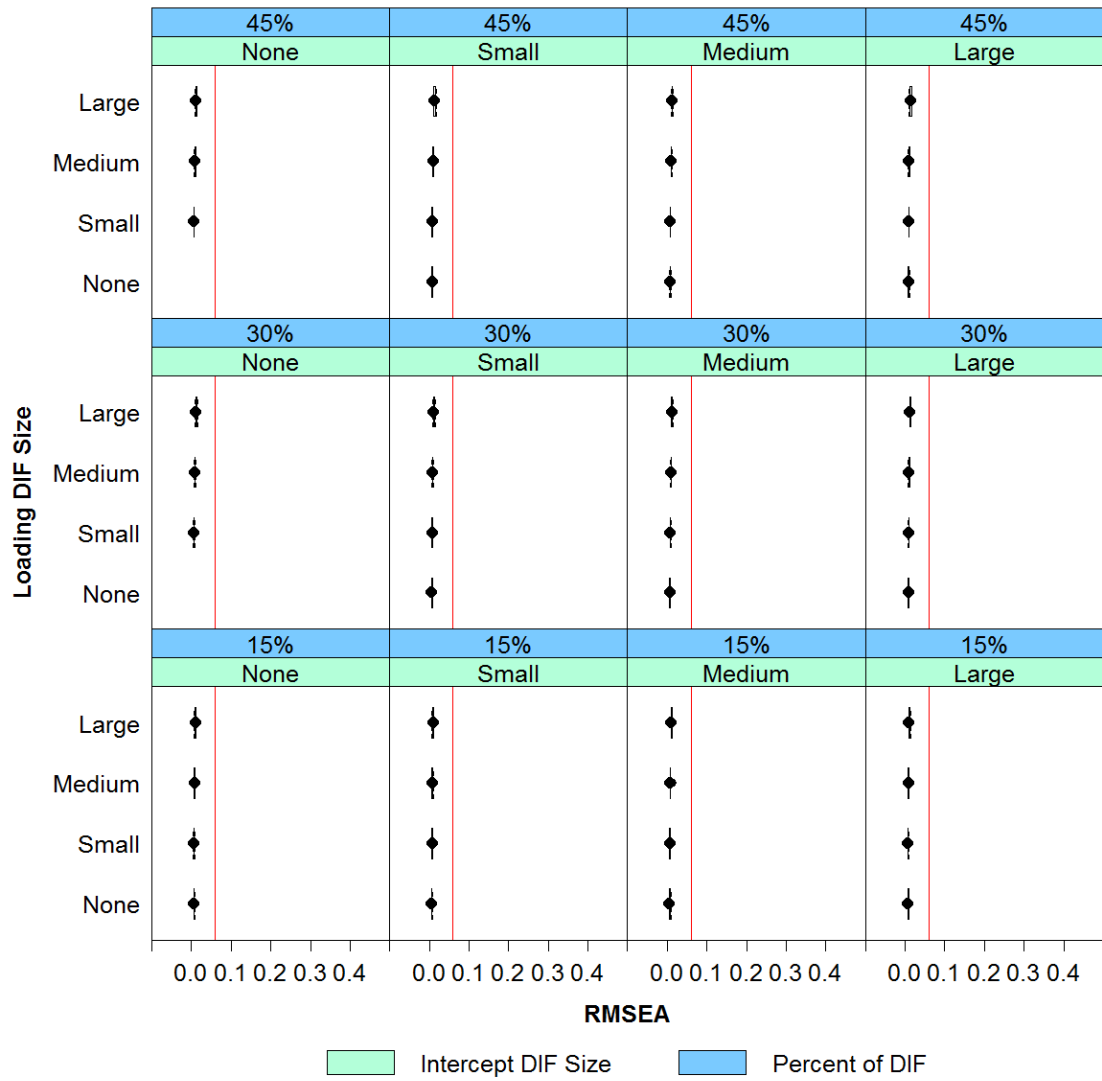 45% 45% 45% 45%
None Small Medium Large
Large
Medium
Small
None
30% 30% 30% 30%
None Small Medium Large
Large
Medium
Small
None
15% 15% 15% 15%
None Small Medium Large
Large
Medium
Small
None
Loading DIF Size
0.0 0.1 0.2 0.3 0.4 0.0 0.1 0.2 0.3 0.4 0.0 0.1 0.2 0.3 0.4 0.0 0.1 0.2 0.3 0.4
RMSEA
Intercept DIF Size Percent of DIF